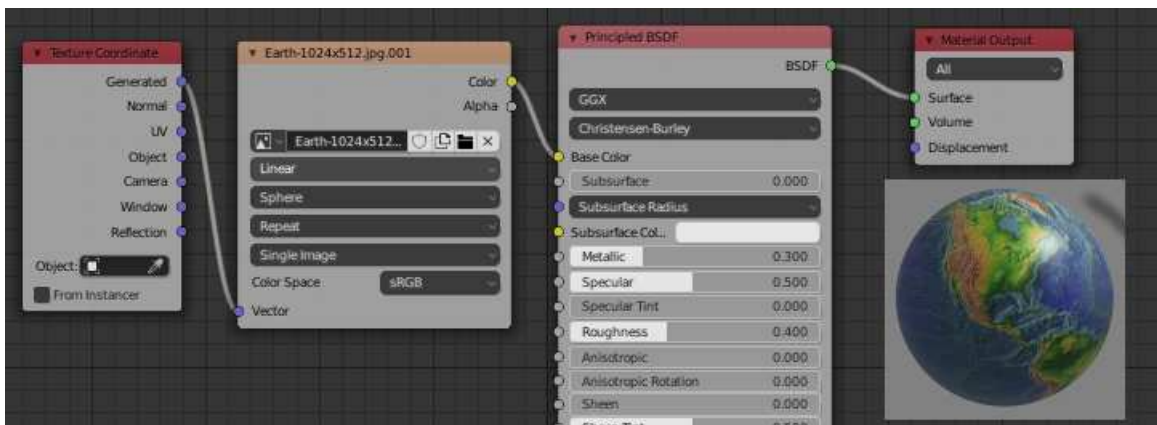 Texture Coordinate
Generated
Normal
UV
Object
Camera
Window
Reflection
Object:
From Instancer
Earth-1024x512.jpg.001
Color
Alpha
Earth-1024x512...
Linear
Sphere
Repeat
Single Image
Color Space sRGB
Vector
Principled BSDF
BSDF
GGX
Christensen-Burley
Base Color
Subsurface 0.000
Subsurface Radius
Subsurface Col...
Metallic 0.300
Specular 0.500
Specular Tint 0.000
Roughness 0.400
Anisotropic 0.000
Anisotropic Rotation 0.000
Sheen 0.000
Material Output
All
Surface
Volume
Displacement